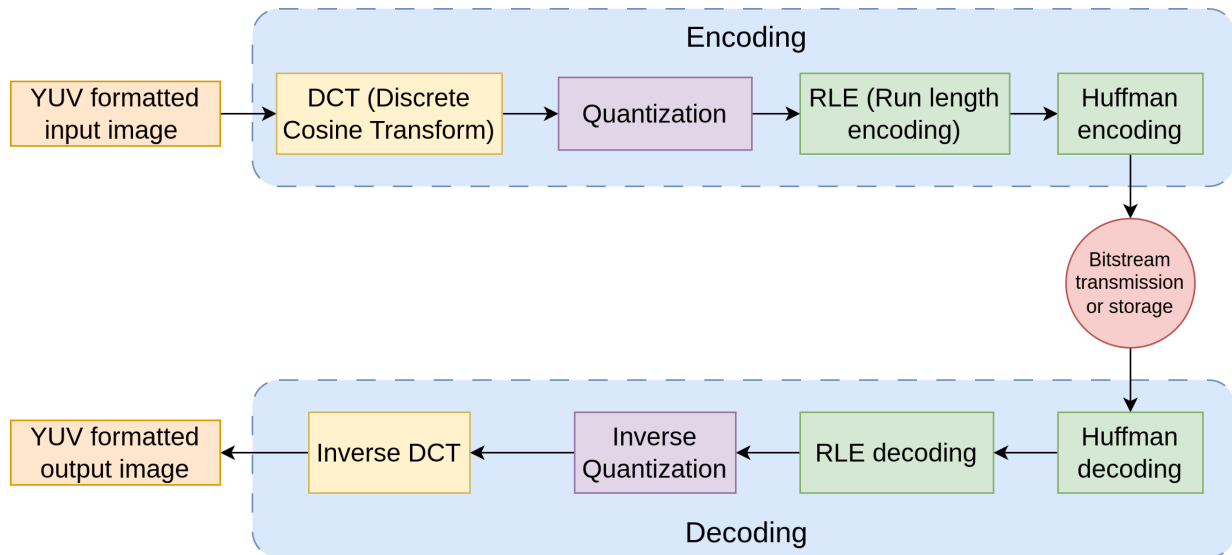 Encoding
YUV formatted
input image
DCT (Discrete
Cosine Transform)
Quantization
RLE (Run length
encoding)
Huffman
encoding
Bitstream
transmission
or storage
Huffman
decoding
RLE decoding
Inverse
Quantization
Inverse DCT
YUV formatted
output image
Decoding